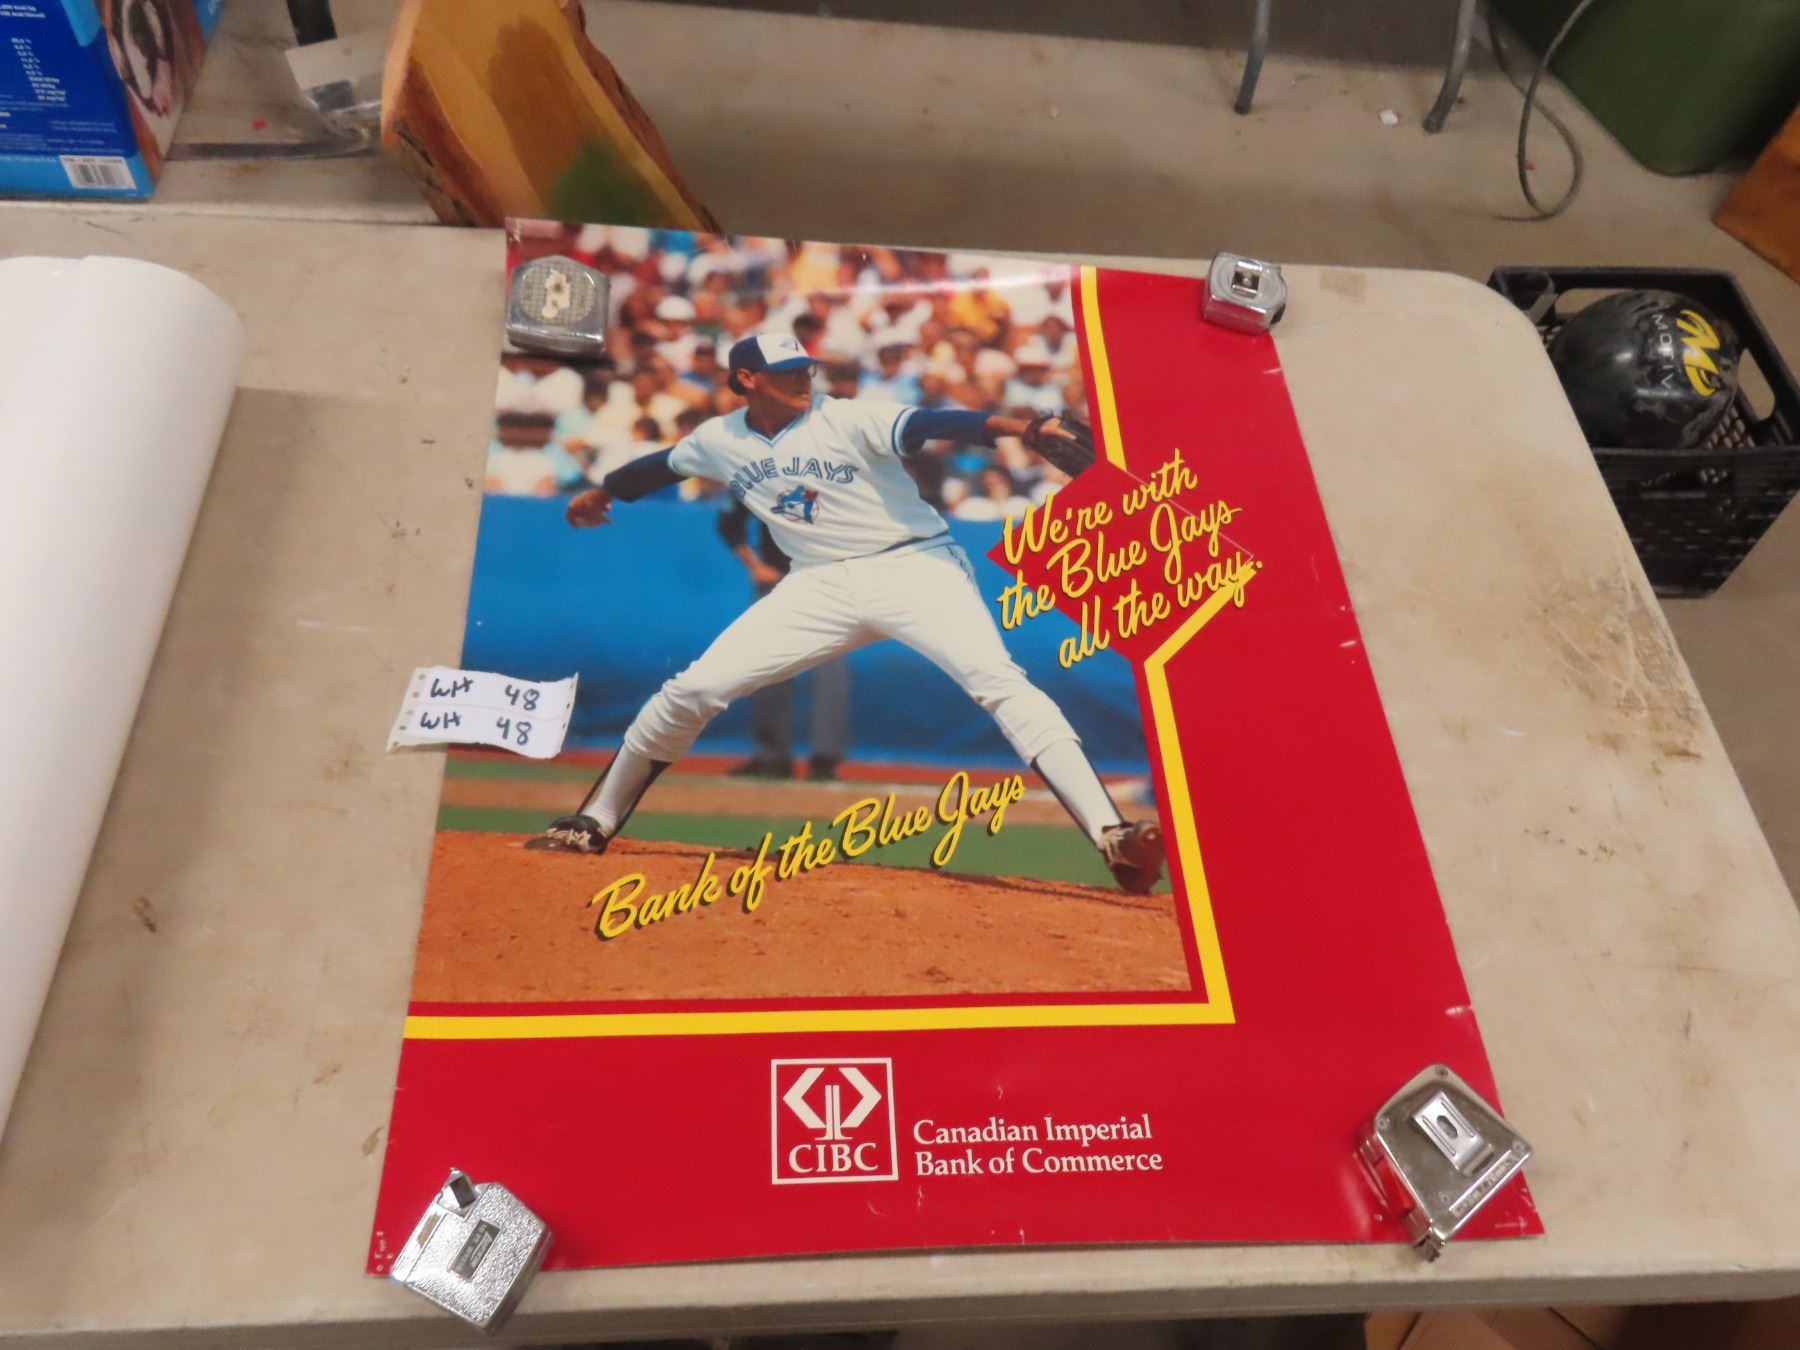 BLUE JAYS
We're with
the Blue Jays
all the way.
WH 48
WH 48
Bank of the Blue Jays
CIBC
Canadian Imperial
Bank of Commerce
MOTIV